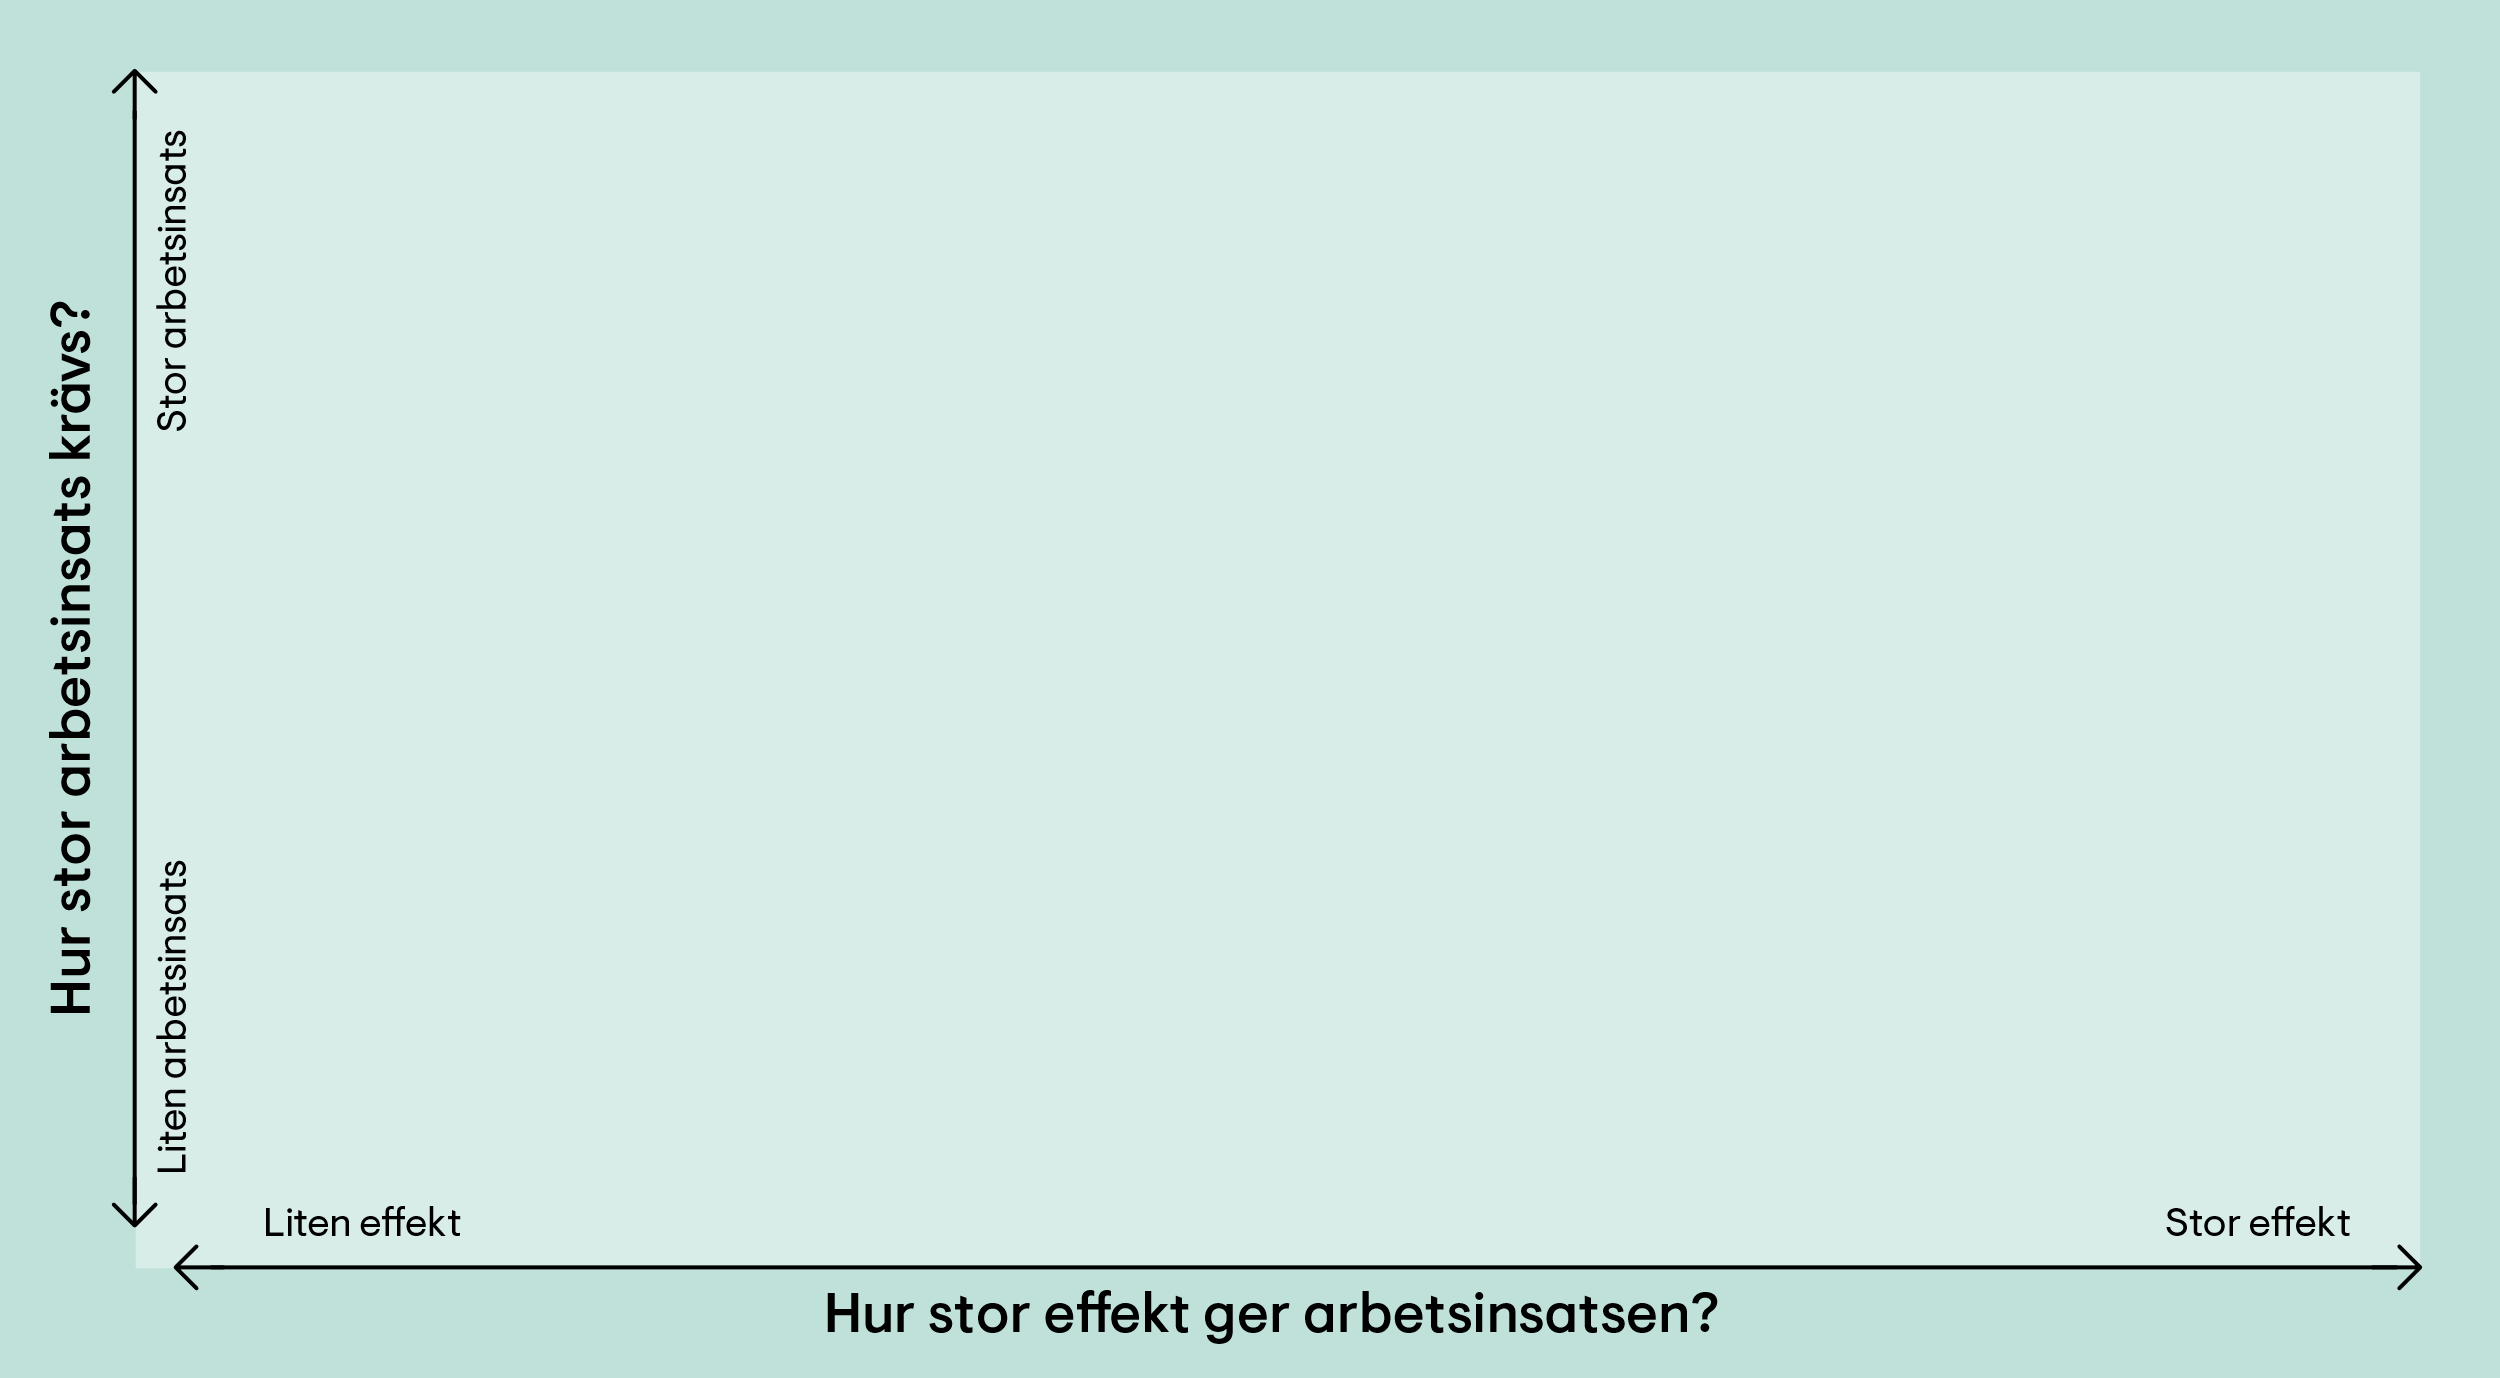 Hur stor arbetsinsats krävs?
Stor arbetsinsats
Liten arbetsinsats
Liten effekt
Stor effekt
Hur stor effekt ger arbetsinsatsen?